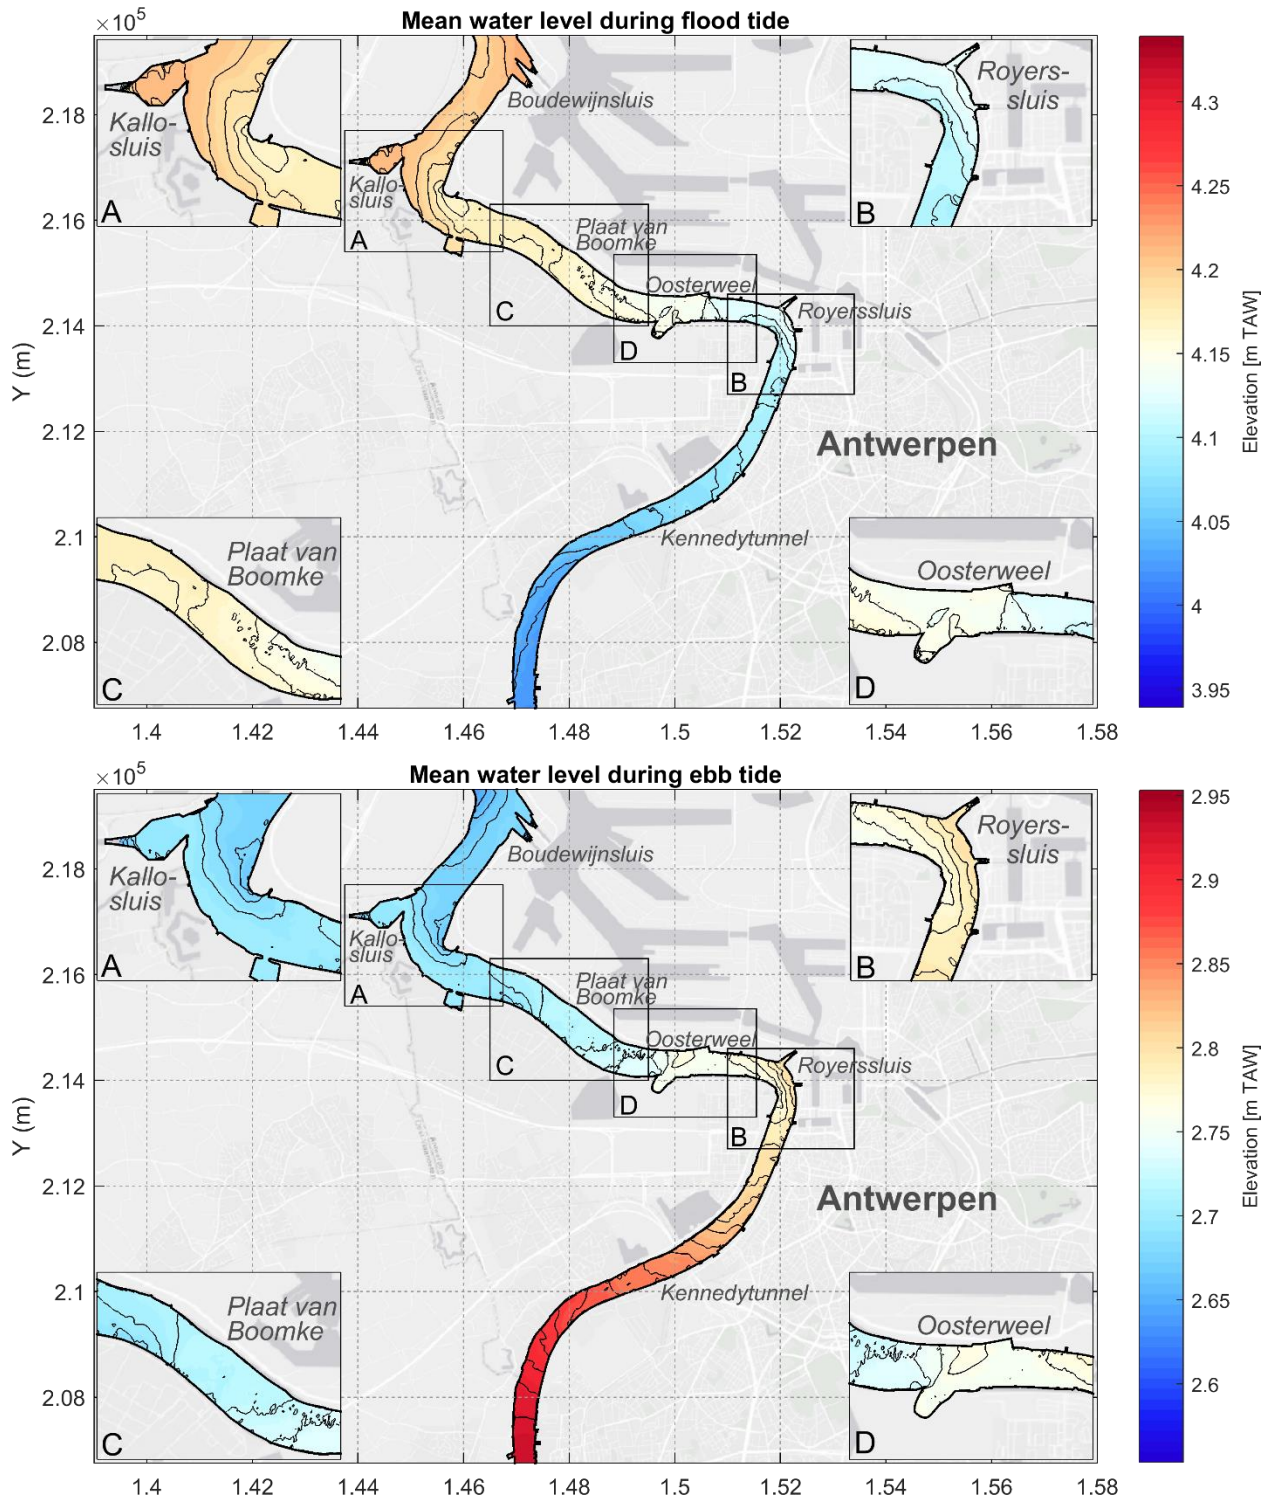 Mean water level during flood tide
×10⁵
Kallo-
sluis
A
Boudewijnsluis
Kallo-
sluis
A
Plaat van
Boomke
C
Oosterweel
D
Royerssluis
B
Royers-
sluis
B
Antwerpen
Kennedytunnel
Plaat van
Boomke
C
Oosterweel
D
2.18
2.16
2.14
2.12
2.1
2.08
Y (m)
1.4 1.42 1.44 1.46 1.48 1.5 1.52 1.54 1.56 1.58
4.3
4.25
4.2
4.15
4.1
4.05
4
3.95
Elevation [m TAW]
Mean water level during ebb tide
×10⁵
Kallo-
sluis
A
Boudewijnsluis
Kallo-
sluis
A
Plaat van
Boomke
C
Oosterweel
D
Royerssluis
B
Royers-
sluis
B
Antwerpen
Kennedytunnel
Plaat van
Boomke
C
Oosterweel
D
2.18
2.16
2.14
2.12
2.1
2.08
Y (m)
1.4 1.42 1.44 1.46 1.48 1.5 1.52 1.54 1.56 1.58
2.95
2.9
2.85
2.8
2.75
2.7
2.65
2.6
Elevation [m TAW]